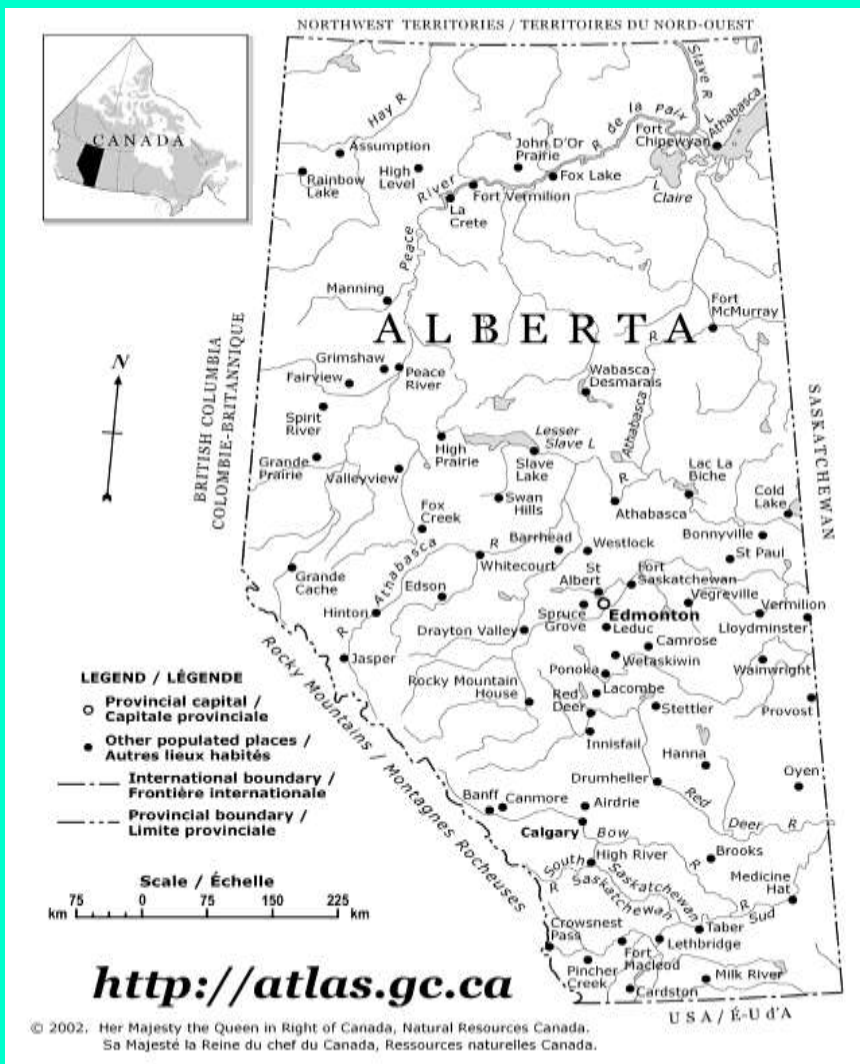 NORTHWEST TERRITORIES / TERRITOIRES DU NORD-OUEST
CANADA
Slave R
Hay R
R de la Paix
L Athabasca
Assumption
Fort
Chipewyan
John D'Or
Prairie
Rainbow
Lake
High
Level
Fox Lake
L
Claire
Peace River
Fort Vermilion
La
Crete
Manning
Fort
McMurray
ALBERTA
BRITISH COLUMBIA
COLOMBIE-BRITANNIQUE
SASKATCHEWAN
N
Grimshaw
Fairview
Peace
River
Wabasca-
Desmarais
Athabasca R
Spirit
River
Lesser
Slave L
High
Prairie
Grande
Prairie
Valleyview
Slave
Lake
Lac La
Biche
Cold
Lake
Swan
Hills
R
Athabasca
Fox
Creek
Bonnyville
Barrhead
Westlock
St Paul
Athabasca R
Whitecourt
St
Albert
Fort
Saskatchewan
Grande
Cache
Edson
Vegreville
Vermilion
Hinton
Spruce
Grove
Edmonton
Lloydminster
R
Drayton Valley
Leduc
Camrose
Jasper
Wetaskiwin
Wainwright
Ponoka
Rocky Mountain
House
Lacombe
Red
Deer
Stettler
Provost
Innisfail
Hanna
Rocky Mountains / Montagnes Rocheuses
Drumheller
Oyen
Banff
Canmore
Airdrie
Red
Deer R
Calgary
Bow
R
High River
Brooks
South
Saskatchewan
R
Saskatchewan
Sud
R
Medicine
Hat
Taber
Crowsnest
Pass
Lethbridge
Fort
Macleod
Pincher
Creek
Milk River
Cardston
USA / É-U d'A
LEGEND / LÉGENDE
Provincial capital /
Capitale provinciale
Other populated places /
Autres lieux habités
International boundary /
Frontière internationale
Provincial boundary /
Limite provinciale
Scale / Échelle
75 0 75 150 225
km km
http://atlas.gc.ca
© 2002. Her Majesty the Queen in Right of Canada, Natural Resources Canada.
Sa Majesté la Reine du chef du Canada, Ressources naturelles Canada.